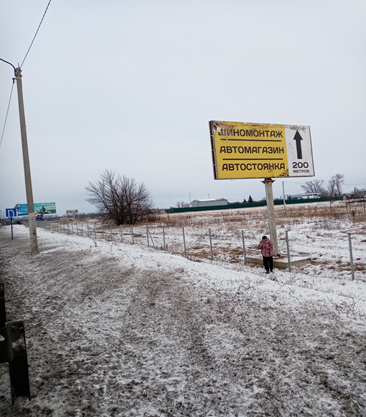 ШИНОМОНТАЖ
АВТОМАГАЗИН
АВТОСТОЯНКА
200
МЕТРОВ